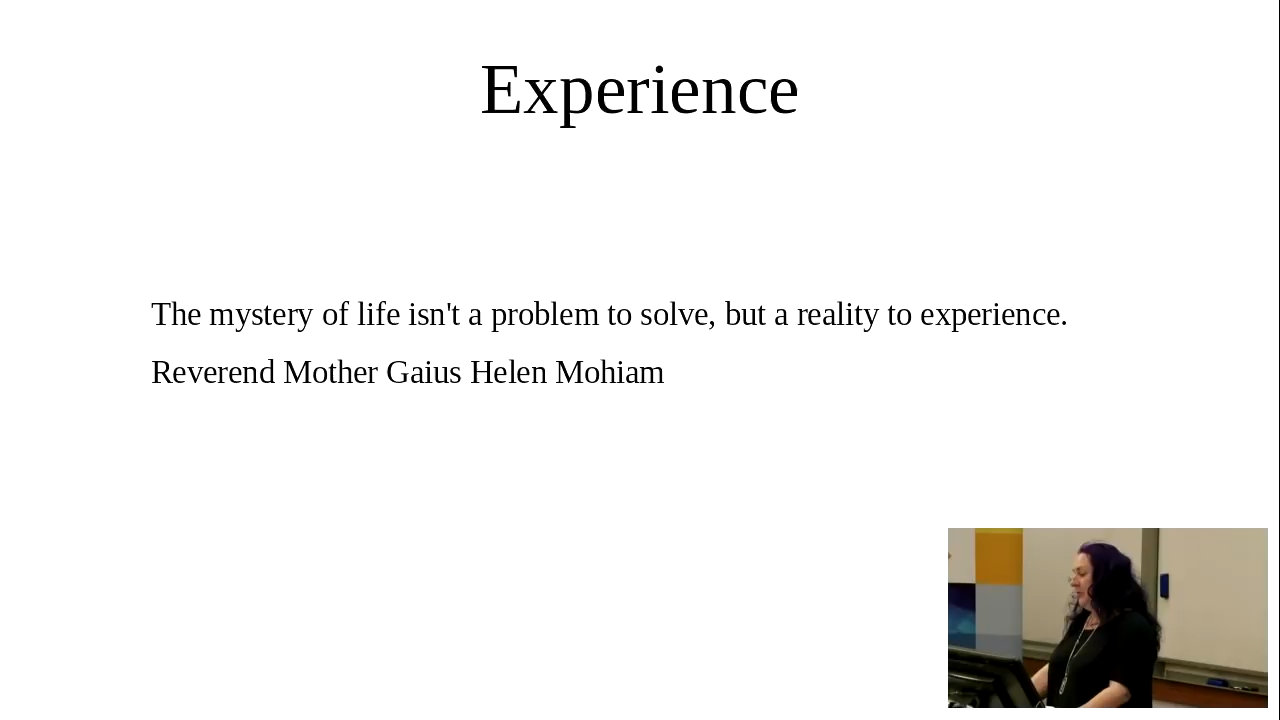 Experience
The mystery of life isn't a problem to solve, but a reality to experience.
Reverend Mother Gaius Helen Mohiam